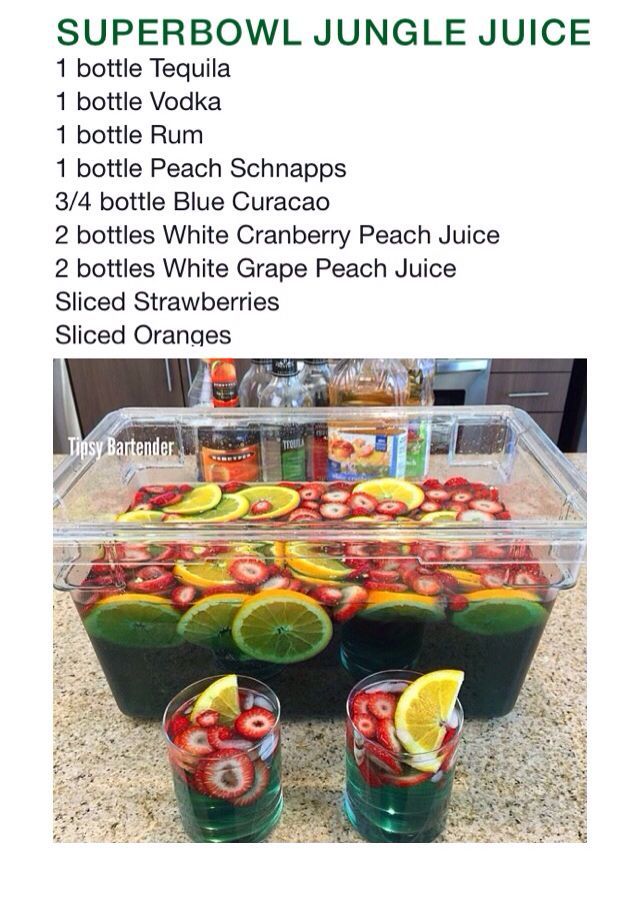 SUPERBOWL JUNGLE JUICE
1 bottle Tequila
1 bottle Vodka
1 bottle Rum
1 bottle Peach Schnapps
3/4 bottle Blue Curacao
2 bottles White Cranberry Peach Juice
2 bottles White Grape Peach Juice
Sliced Strawberries
Sliced Oranges
Tipsy Bartender
TEQUILA